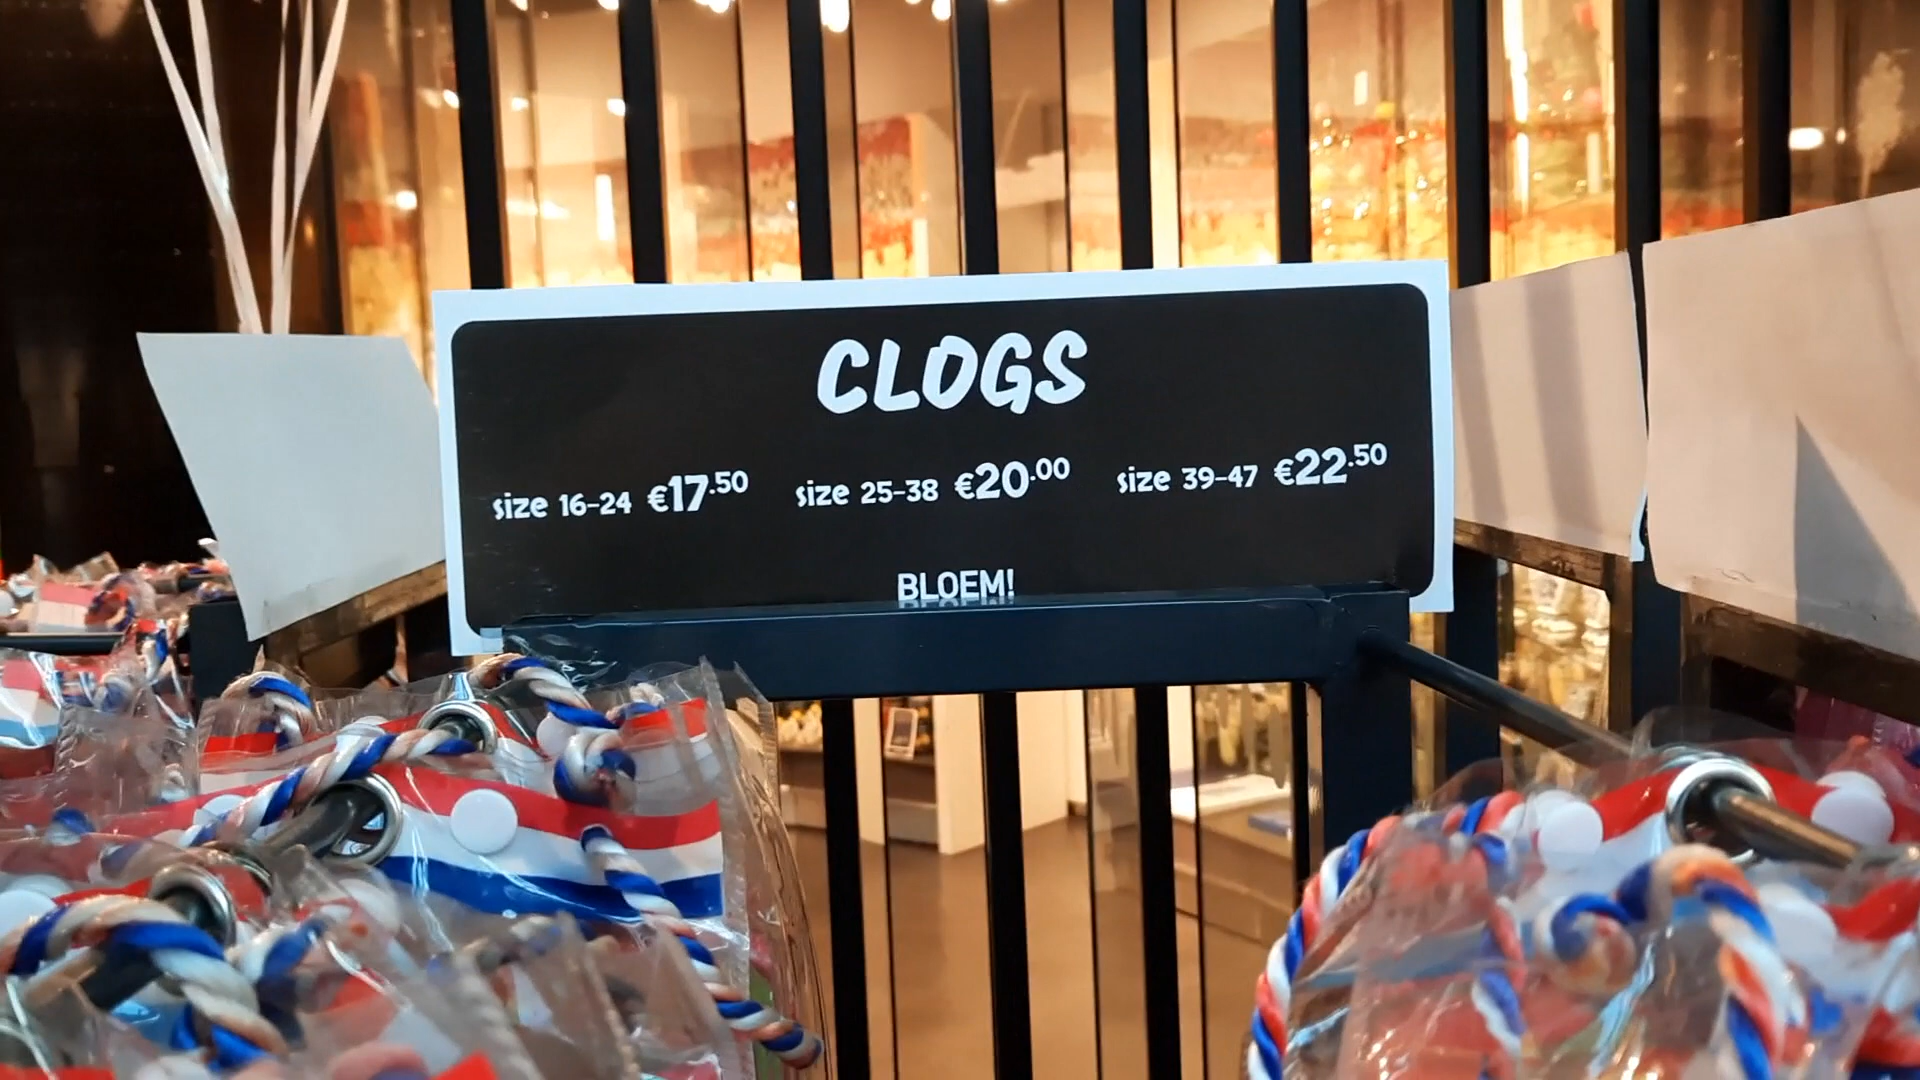 CLOGS
size 16-24 €17.50 size 25-38 €20.00 size 39-47 €22.50
BLOEM!